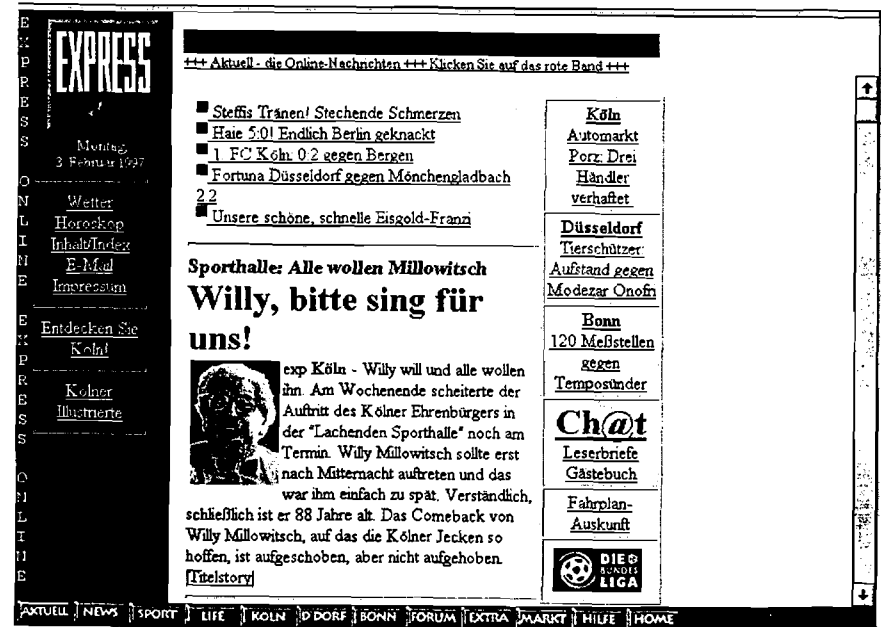 EXPRESS ONLINE EXPRESS ONLINE
EXPRESS
Montag,
3. Februar 1997
Wetter
Horoskop
Inhalt/Index
E-Mail
Impressum
Entdecken Sie
Köln!
Kölner
Illustrierte
+++ Aktuell - die Online-Nachrichten +++ Klicken Sie auf das rote Band +++
Steffis Tränen! Stechende Schmerzen
Haie 5:0! Endlich Berlin geknackt
1. FC Köln: 0:2 gegen Bergen
Fortuna Düsseldorf gegen Mönchengladbach
2:2
Unsere schöne, schnelle Eisgold-Franzi
Sporthalle: Alle wollen Millowitsch
Willy, bitte sing für
uns!
exp Köln - Willy will und alle wollen
ihn. Am Wochenende scheiterte der
Auftritt des Kölner Ehrenbürgers in
der "Lachenden Sporthalle" noch am
Termin. Willy Millowitsch sollte erst
nach Mitternacht auftreten und das
war ihm einfach zu spät. Verständlich,
schließlich ist er 88 Jahre alt. Das Comeback von
Willy Millowitsch, auf das die Kölner Jecken so
hoffen, ist aufgeschoben, aber nicht aufgehoben.
[Titelstory]
Köln
Automarkt
Porz: Drei
Händler
verhaftet
Düsseldorf
Tierschützer:
Aufstand gegen
Modezar Onofri
Bonn
120 Meßstellen
gegen
Temposünder
Ch@t
Leserbriefe
Gästebuch
Fahrplan-
Auskunft
DIE
BUNDES
LIGA
AKTUELL NEWS SPORT LIFE KÖLN D'DORF BONN FORUM EXTRA MARKT HILFE HOME